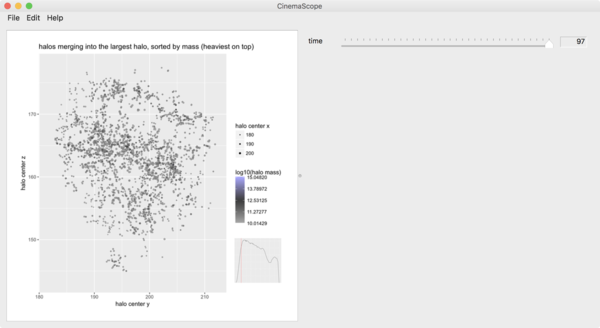 CinemaScope
File Edit Help
halos merging into the largest halo, sorted by mass (heaviest on top)
time
97
halo center z
170
160
150
180
190
200
210
halo center y
halo center x
180
190
200
log10(halo mass)
15.04820
13.78972
12.53125
11.27277
10.01429